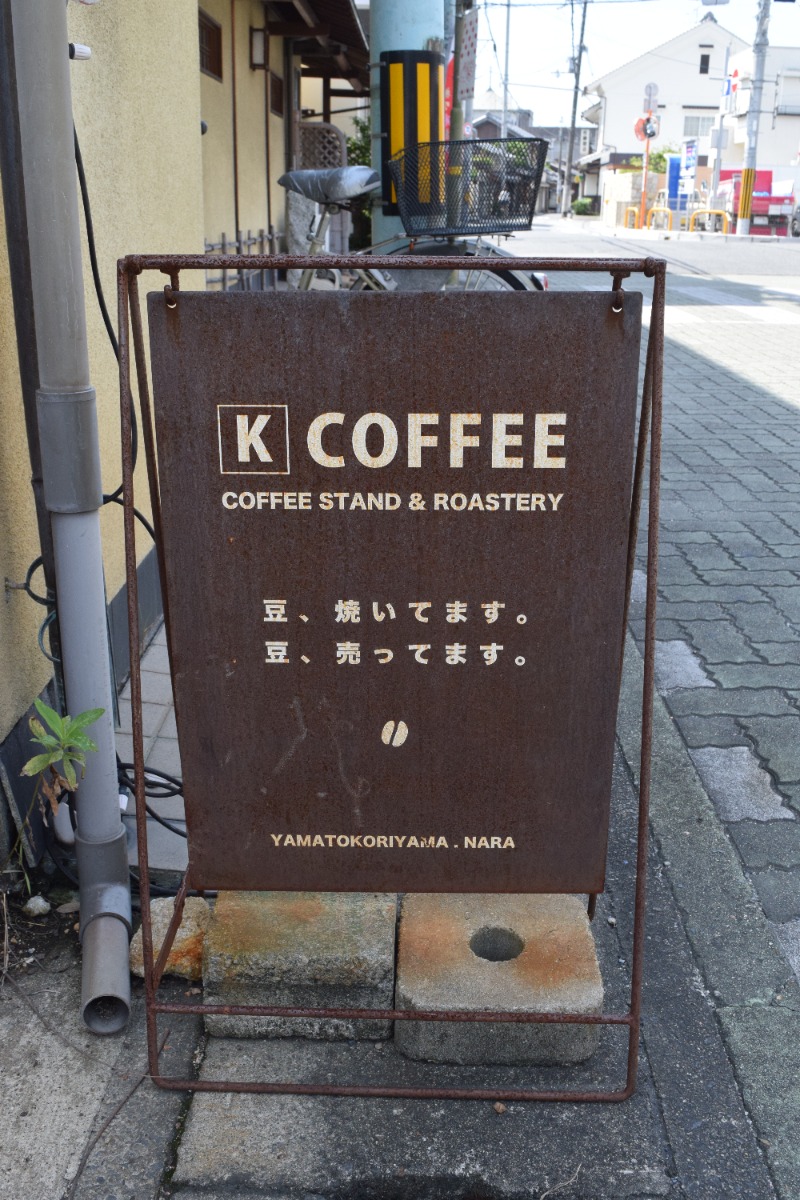 K COFFEE
COFFEE STAND & ROASTERY
豆、焼いてます。
豆、売ってます。
YAMATOKORIYAMA . NARA